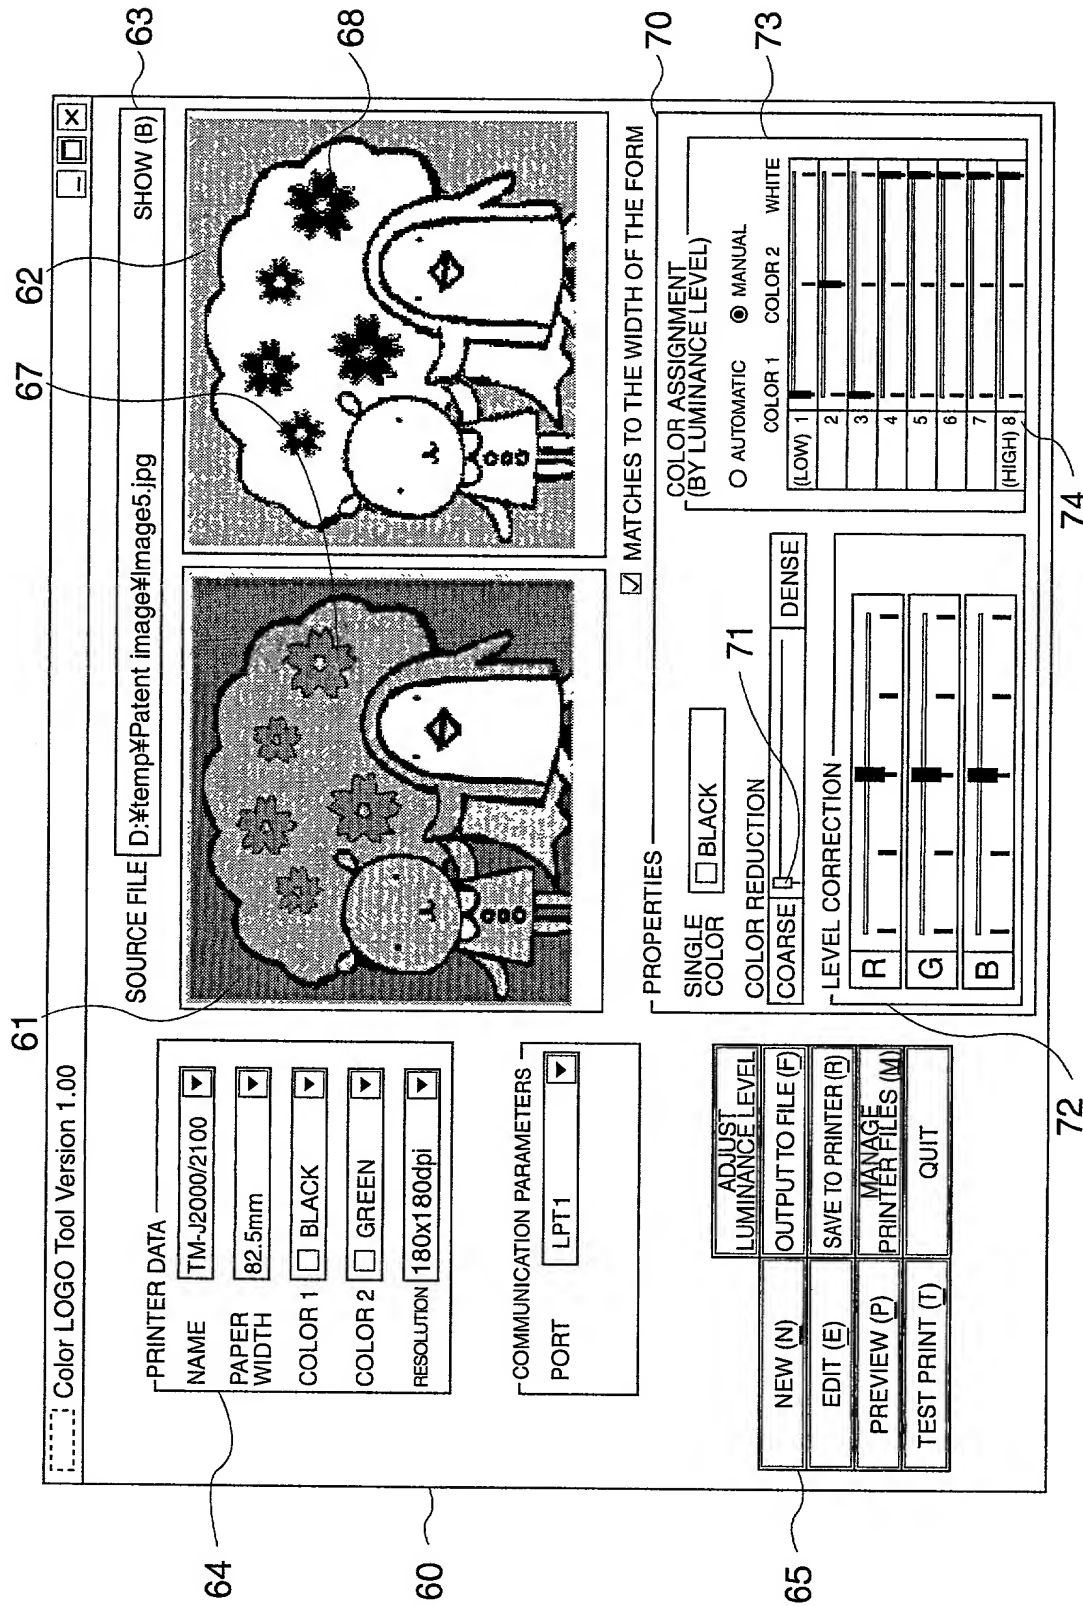 61
67
62
63
68
Color LOGO Tool Version 1.00
SOURCE FILE D:¥temp¥Patent image¥Image5.jpg SHOW (B)
PRINTER DATA
NAME TM-J2000/2100
PAPER WIDTH 82.5mm
COLOR 1 BLACK
COLOR 2 GREEN
RESOLUTION 180x180dpi
64
COMMUNICATION PARAMETERS
PORT LPT1
60
MATCHES TO THE WIDTH OF THE FORM
70
PROPERTIES
SINGLE
COLOR BLACK
COLOR REDUCTION
COARSE DENSE
71
LEVEL CORRECTION
R
G
B
72
COLOR ASSIGNMENT
(BY LUMINANCE LEVEL)
AUTOMATIC MANUAL
COLOR 1 COLOR 2 WHITE
(LOW) 1
2
3
4
5
6
7
(HIGH) 8
73
74
ADJUST
LUMINANCE LEVEL
NEW (N) OUTPUT TO FILE (F)
EDIT (E) SAVE TO PRINTER (R)
PREVIEW (P) MANAGE
PRINTER FILES (M)
TEST PRINT (T) QUIT
65